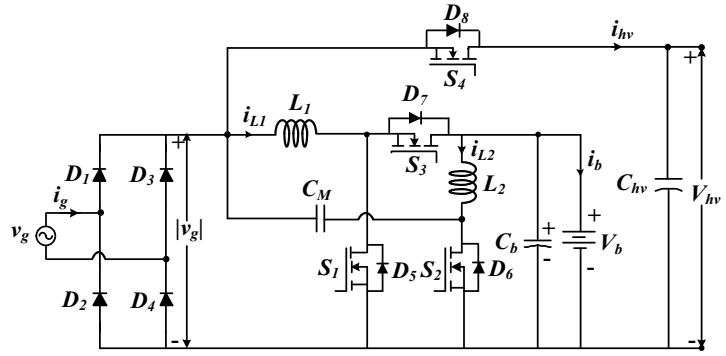 D8
ihv
+
S4
D7
iL1
L1
+
S3
iL2
ib
L2
D1
D3
CM
Chv
Vhv
ig
|vg|
vg
Cb
+
+
Vb
S1
D5
S2
D6
-
-
D2
D4
-
-